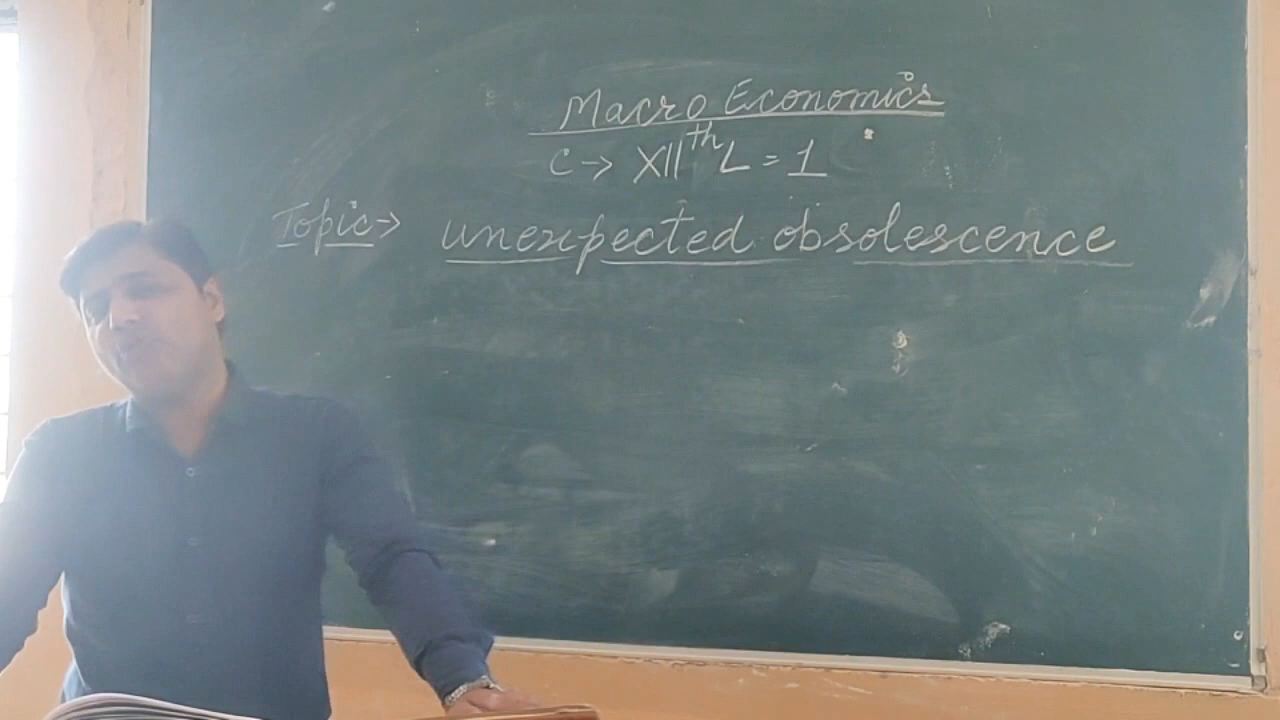 Macro Economics
C → XIIth L = 1
Topic → unexpected obsolescence